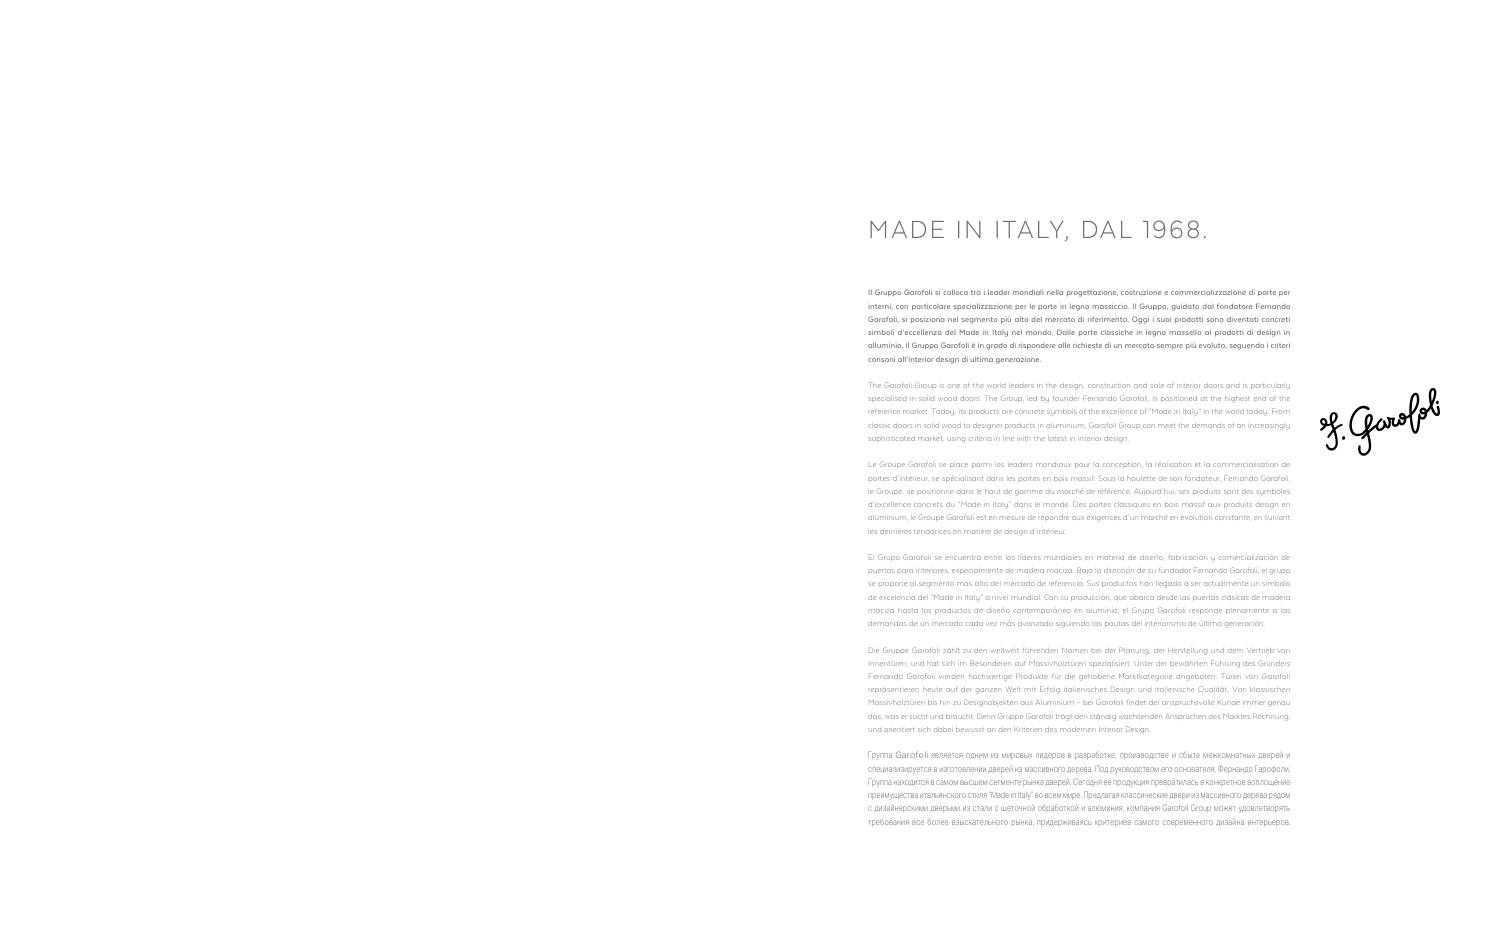 MADE IN ITALY, DAL 1968.
Il Gruppo Garofoli si colloca tra i leader mondiali nella progettazione, costruzione e commercializzazione di porte per
interni, con particolare specializzazione per le porte in legno massiccio. Il Gruppo, guidato dal fondatore Fernando
Garofoli, si posiziona nel segmento più alto del mercato di riferimento. Oggi i suoi prodotti sono diventati concreti
simboli d'eccellenza del Made in Italy nel mondo. Dalle porte classiche in legno massello ai prodotti di design in
alluminio, il Gruppo Garofoli è in grado di rispondere alle richieste di un mercato sempre più evoluto, seguendo i criteri
consoni all'interior design di ultima generazione.
The Garofoli Group is one of the world leaders in the design, construction and sale of interior doors and is particularly
specialised in solid wood doors. The Group, led by founder Fernando Garofoli, is positioned at the highest end of the
reference market. Today, its products are concrete symbols of the excellence of "Made in Italy" in the world today. From
classic doors in solid wood to designer products in aluminium, Garofoli Group can meet the demands of an increasingly
sophisticated market, using criteria in line with the latest in interior design.
F. Garofoli
Le Groupe Garofoli se place parmi les leaders mondiaux pour la conception, la réalisation et la commercialisation de
portes d'intérieur, se spécialisant dans les portes en bois massif. Sous la houlette de son fondateur, Fernando Garofoli,
le Groupe se positionne dans le haut de gamme du marché de référence. Aujourd'hui, ses produits sont des symboles
d'excellence concrets du "Made in Italy" dans le monde. Des portes classiques en bois massif aux produits design en
aluminium, le Groupe Garofoli est en mesure de répondre aux exigences d'un marché en évolution constante, en suivant
les dernières tendances en matière de design d'intérieur.
El Grupo Garofoli se encuentra entre los líderes mundiales en materia de diseño, fabricación y comercialización de
puertas para interiores, especialmente de madera maciza. Bajo la dirección de su fundador Fernando Garofoli, el grupo
se propone al segmento más alto del mercado de referencia. Sus productos han llegado a ser actualmente un símbolo
de excelencia del "Made in Italy" a nivel mundial. Con su producción, que abarca desde las puertas clásicas de madera
maciza hasta los productos de diseño contemporáneo en aluminio, el Grupo Garofoli responde plenamente a las
demandas de un mercado cada vez más avanzado siguiendo las pautas del interiorismo de última generación.
Die Gruppe Garofoli zählt zu den weltweit führenden Namen bei der Planung, der Herstellung und dem Vertrieb von
Innentüren, und hat sich im Besonderen auf Massivholztüren spezialisiert. Unter der bewährten Führung des Gründers
Fernando Garofoli werden hochwertige Produkte für die gehobene Marktkategorie angeboten. Türen von Garofoli
repräsentieren heute auf der ganzen Welt mit Erfolg italienisches Design und italienische Qualität. Von klassischen
Massivholztüren bis hin zu Designobjekten aus Aluminium – bei Garofoli findet der anspruchsvolle Kunde immer genau
das, was er sucht und braucht. Denn Gruppe Garofoli trägt den ständig wachsenden Ansprüchen des Marktes Rechnung,
und orientiert sich dabei bewusst an den Kriterien des modernen Interior Design.
Группа Garofoli является одним из мировых лидеров в разработке, производстве и сбыте межкомнатных дверей и
специализируется в изготовлении дверей из массивного дерева. Под руководством его основателя, Фернандо Гарофоли,
Группа находится в самом высшем сегменте рынка дверей. Сегодня ее продукция превратилась в конкретное воплощение
преимущества итальянского стиля "Made in Italy" во всем мире. Предлагая классические двери из массивного дерева рядом
с дизайнерскими дверьми из стали с щеточной обработкой и алюминия, компания Garofoli Group может удовлетворять
требования все более взыскательного рынка, придерживаясь критериев самого современного дизайна интерьеров.